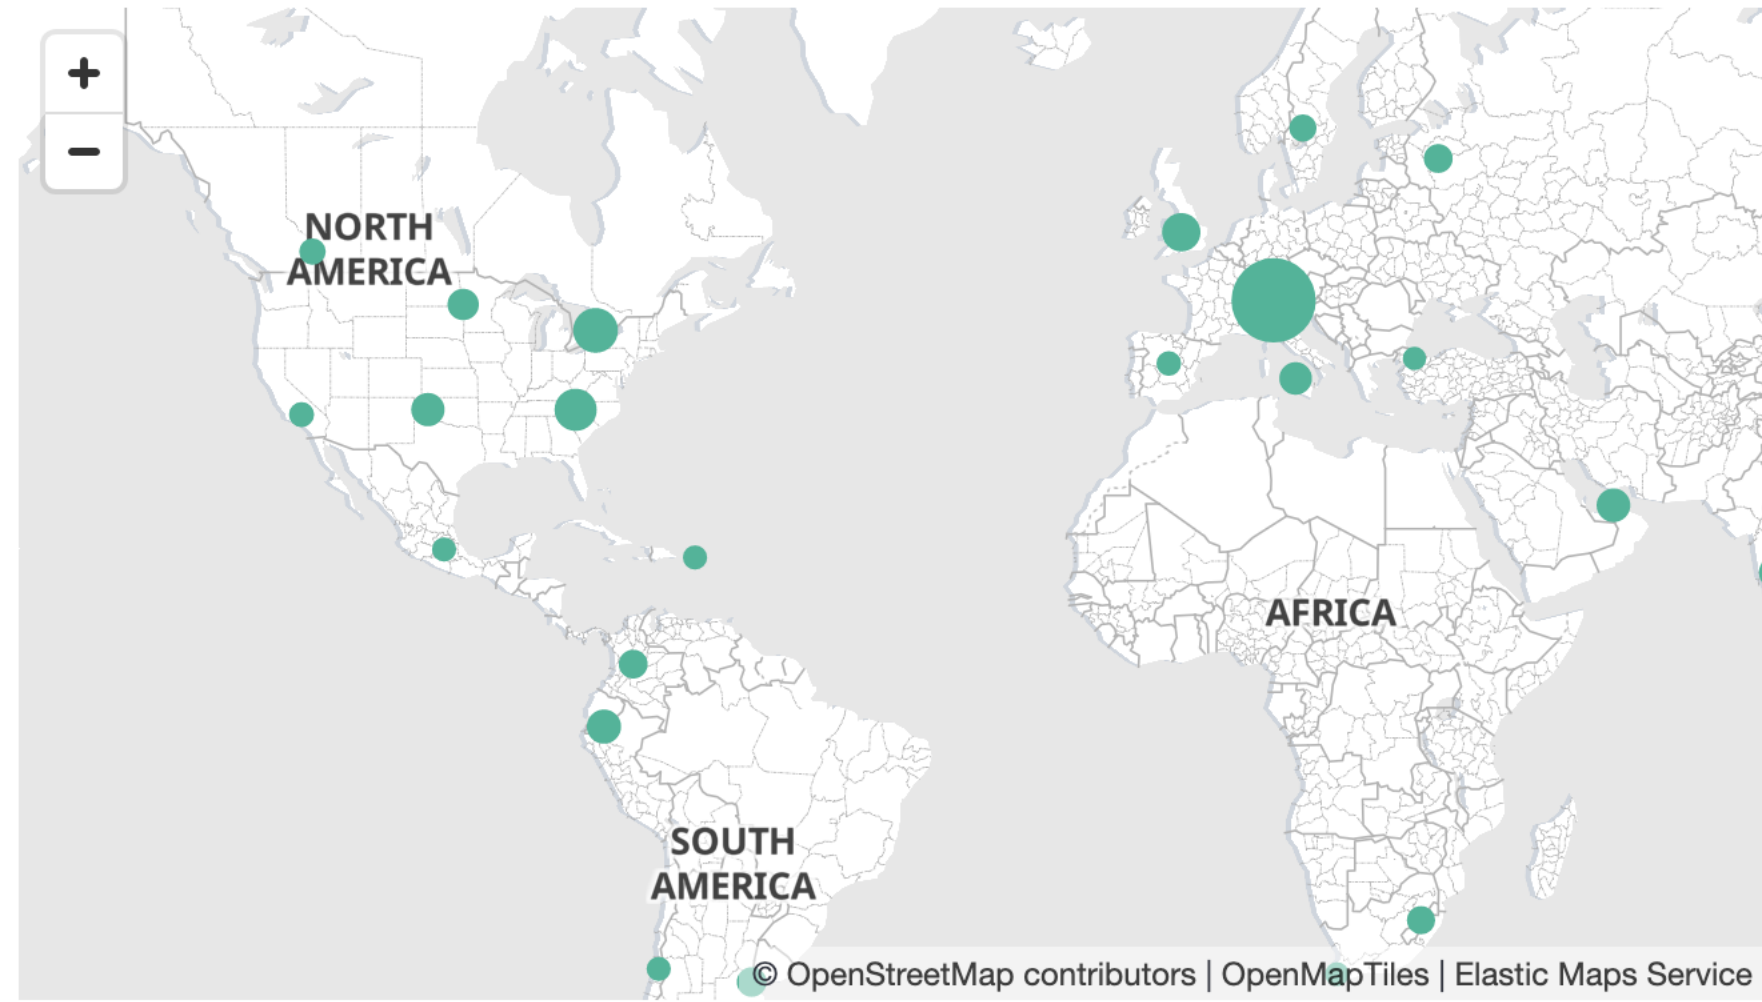 +
−
NORTH
AMERICA
AFRICA
SOUTH
AMERICA
© OpenStreetMap contributors | OpenMapTiles | Elastic Maps Service